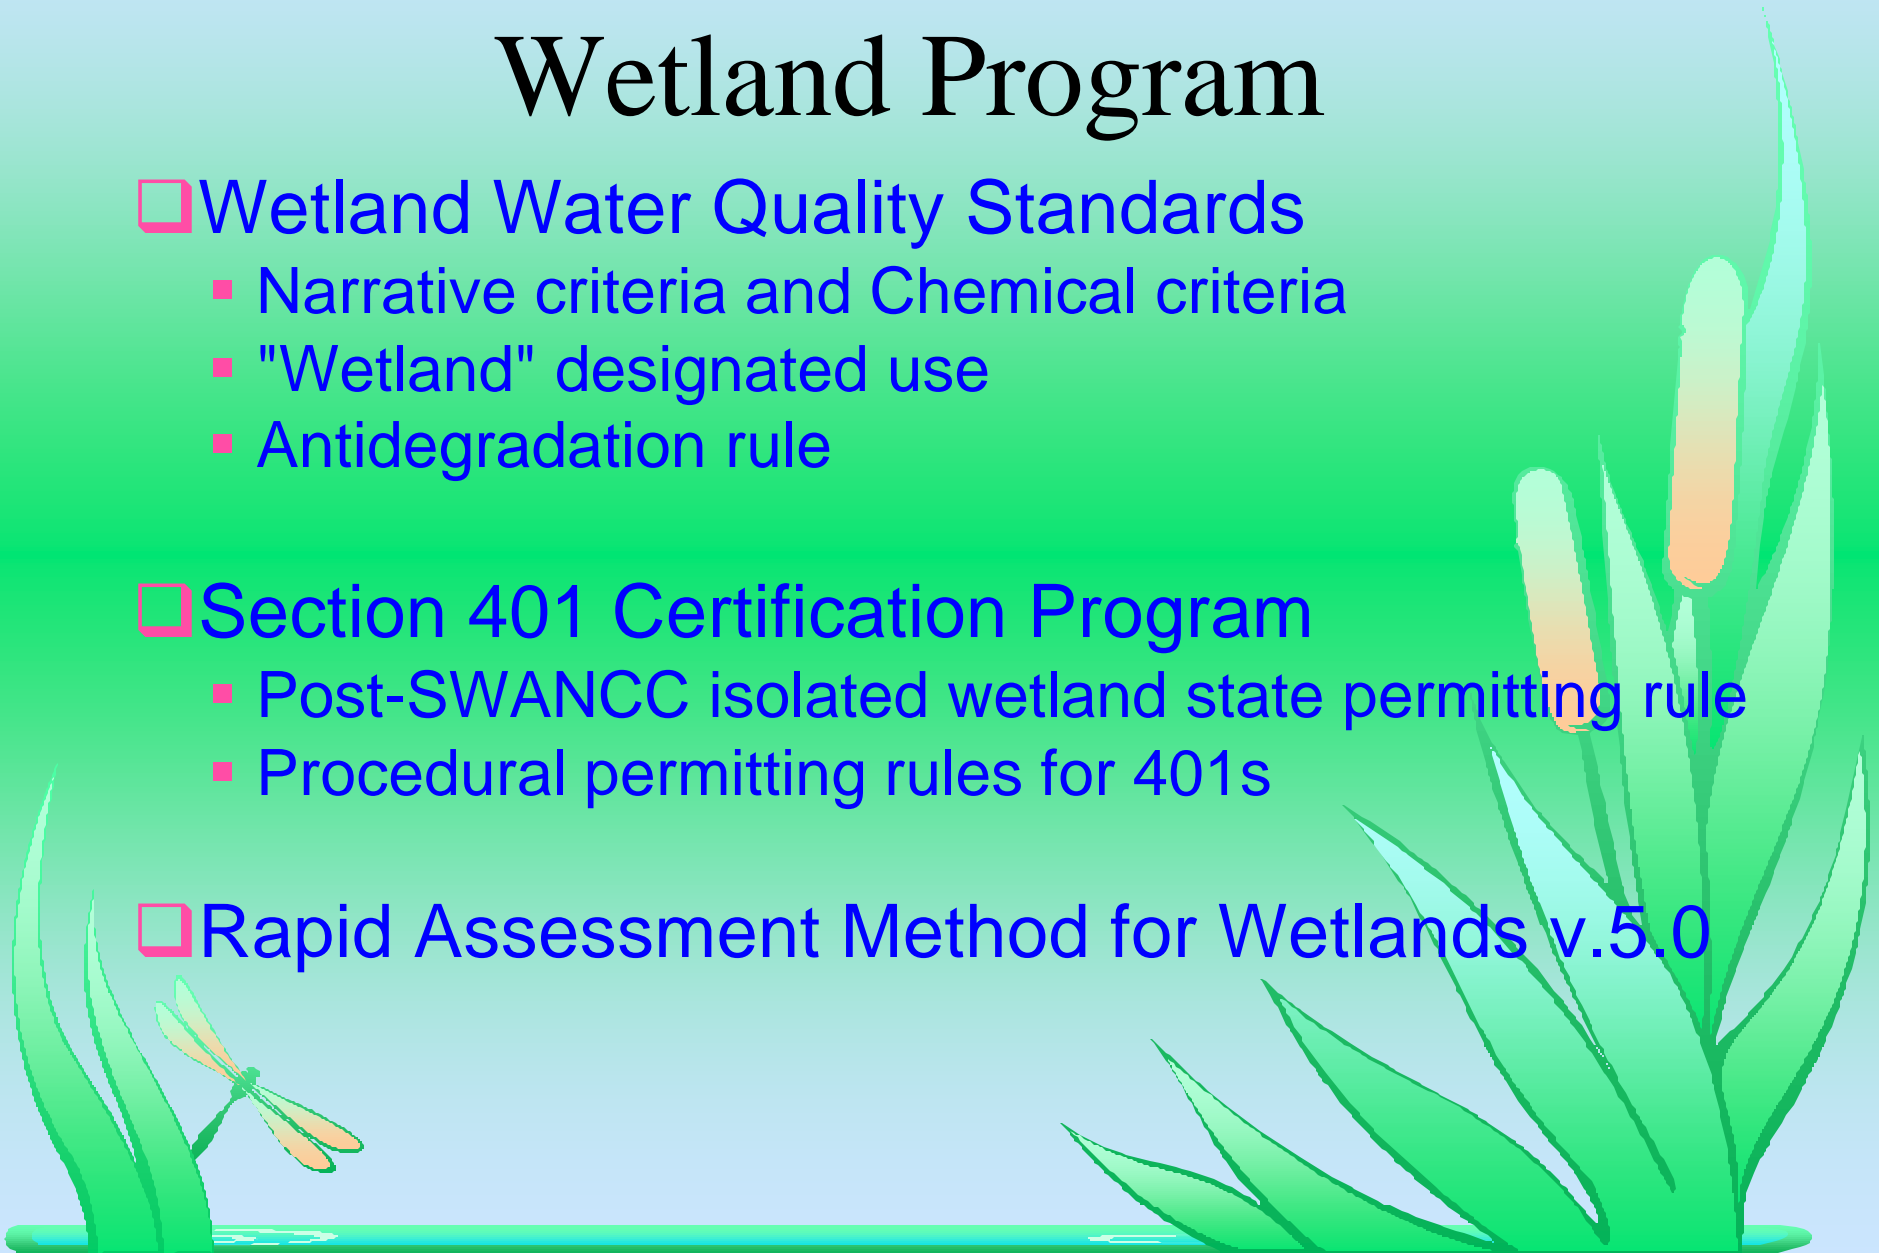 Wetland Program
Wetland Water Quality Standards
Narrative criteria and Chemical criteria
"Wetland" designated use
Antidegradation rule
Section 401 Certification Program
Post-SWANCC isolated wetland state permitting rule
Procedural permitting rules for 401s
Rapid Assessment Method for Wetlands v.5.0